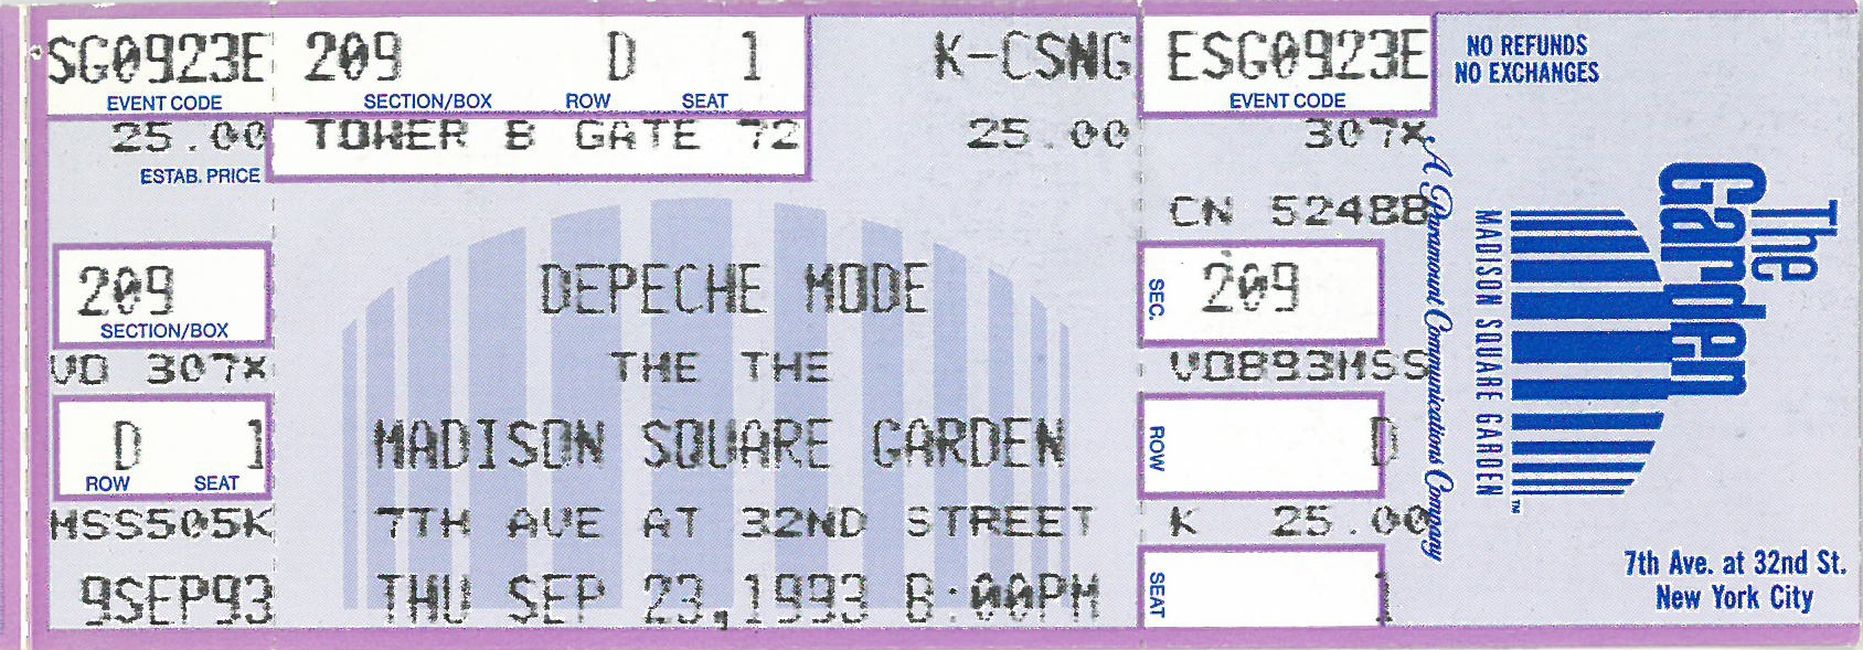 SG0923E 209 D 1 K-CSNG ESG0923E
EVENT CODE SECTION/BOX ROW SEAT EVENT CODE
25.00 TOWER B GATE 72 25.00 307X
ESTAB. PRICE
CN 52488
209
SECTION/BOX
DEPECHE MODE
SEC. 209
VD 307X THE THE VD893MSS
D 1
ROW SEAT
MADISON SQUARE GARDEN
ROW D
MSS505K 7TH AVE AT 32ND STREET K 25.00
9SEP93 THU SEP 23,1993 8:00PM
SEAT 1
NO REFUNDS
NO EXCHANGES
A Paramount Communications Company
The
Garden
MADISON SQUARE GARDEN™
7th Ave. at 32nd St.
New York City